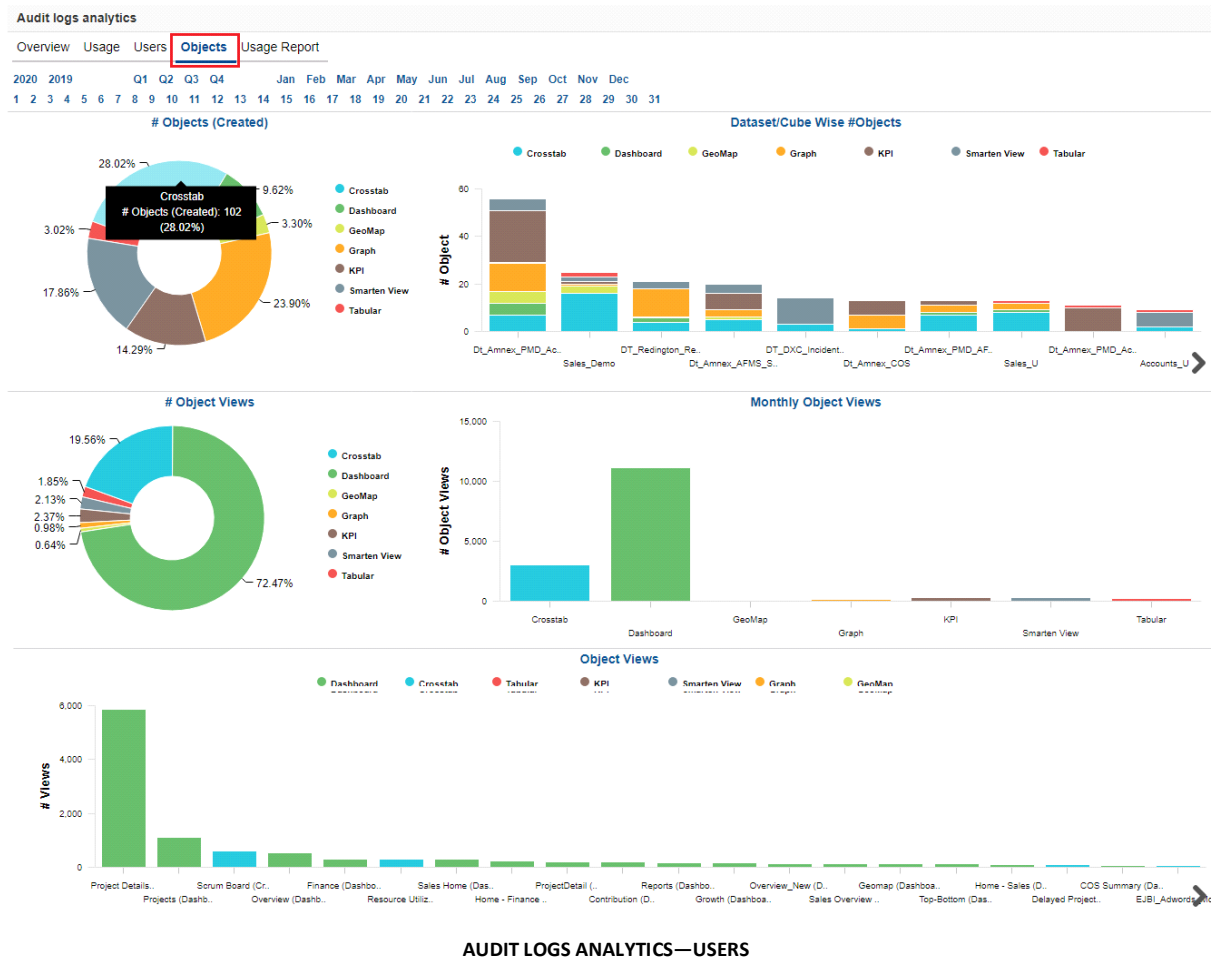 Audit logs analytics
Overview Usage Users Objects Usage Report
2020 2019 Q1 Q2 Q3 Q4 Jan Feb Mar Apr May Jun Jul Aug Sep Oct Nov Dec
1 2 3 4 5 6 7 8 9 10 11 12 13 14 15 16 17 18 19 20 21 22 23 24 25 26 27 28 29 30 31
# Objects (Created)
28.02%
9.62%
3.30%
23.90%
14.29%
17.86%
3.02%
Crosstab
# Objects (Created): 102
(28.02%)
Crosstab
Dashboard
GeoMap
Graph
KPI
Smarten View
Tabular
Dataset/Cube Wise #Objects
Crosstab Dashboard GeoMap Graph KPI Smarten View Tabular
# Object
60
40
20
0
Dt_Amnex_PMD_Ac.. DT_Redington_Re.. DT_DXC_Incident.. Dt_Amnex_PMD_AF.. Dt_Amnex_PMD_Ac..
Sales_Demo Dt_Amnex_AFMS_S.. Dt_Amnex_COS Sales_U Accounts_U
# Object Views
19.56%
1.85%
2.13%
2.37%
0.98%
0.64%
72.47%
Crosstab
Dashboard
GeoMap
Graph
KPI
Smarten View
Tabular
Monthly Object Views
# Object Views
15,000
10,000
5,000
0
Crosstab GeoMap KPI Tabular
Dashboard Graph Smarten View
Object Views
Dashboard Crosstab Tabular KPI Smarten View Graph GeoMap
# Views
6,000
4,000
2,000
0
Project Details.. Scrum Board (Cr.. Finance (Dashbo.. Sales Home (Das.. ProjectDetail (.. Reports (Dashbo.. Overview_New (D.. Geomap (Dashboa.. Home - Sales (D.. COS Summary (Da..
Projects (Dashb.. Overview (Dashb.. Resource Utiliz.. Home - Finance .. Contribution (D.. Growth (Dashboa.. Sales Overview .. Top-Bottom (Das.. Delayed Project.. EJBI_Adwords_Mo
AUDIT LOGS ANALYTICS—USERS